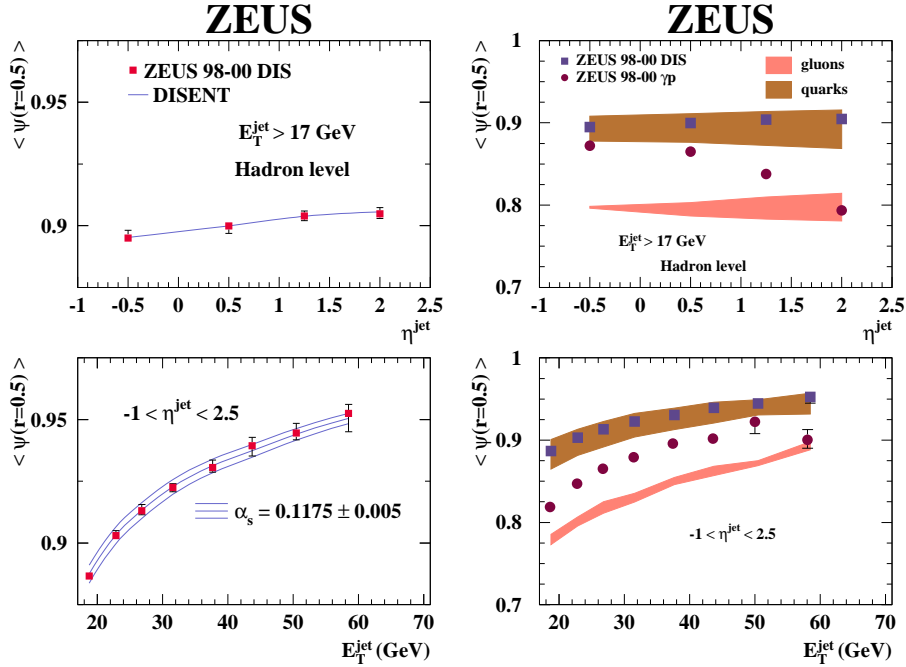 ZEUS
< ψ(r=0.5) >
0.95
0.9
ZEUS 98-00 DIS
DISENT
E_T^jet > 17 GeV
Hadron level
-1 -0.5 0 0.5 1 1.5 2 2.5
η^jet
ZEUS
< ψ(r=0.5) >
1
0.9
0.8
0.7
ZEUS 98-00 DIS
ZEUS 98-00 γp
gluons
quarks
E_T^jet > 17 GeV
Hadron level
-1 -0.5 0 0.5 1 1.5 2 2.5
η^jet
< ψ(r=0.5) >
0.95
0.9
-1 < η^jet < 2.5
α_s = 0.1175 ± 0.005
20 30 40 50 60 70
E_T^jet (GeV)
< ψ(r=0.5) >
1
0.9
0.8
0.7
-1 < η^jet < 2.5
20 30 40 50 60 70
E_T^jet (GeV)